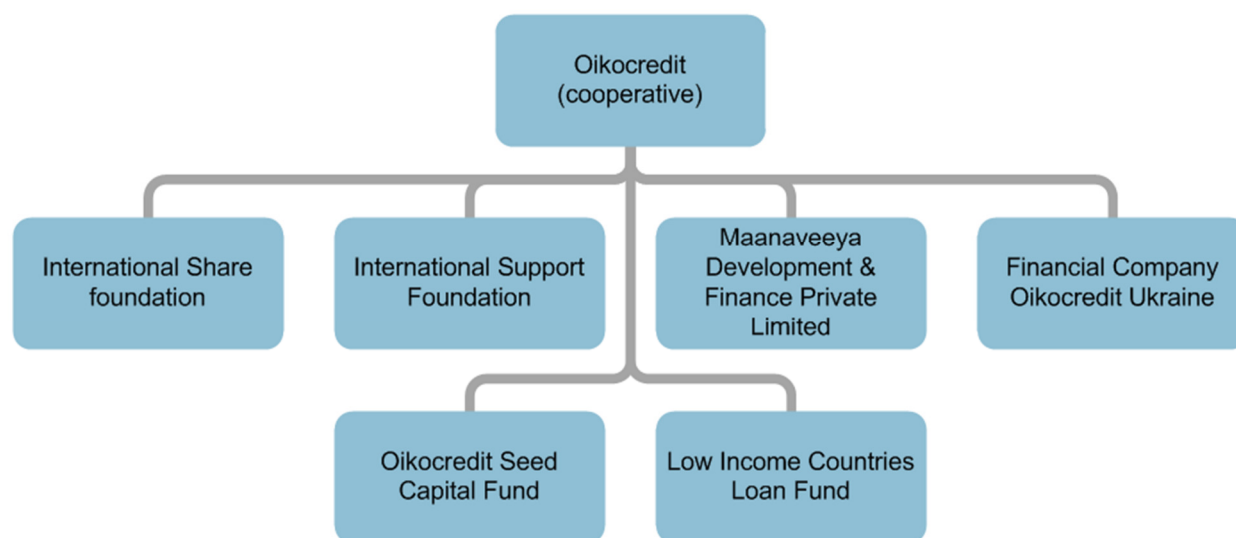 Oikocredit
(cooperative)
International Share
foundation
International Support
Foundation
Maanaveeya
Development &
Finance Private
Limited
Financial Company
Oikocredit Ukraine
Oikocredit Seed
Capital Fund
Low Income Countries
Loan Fund